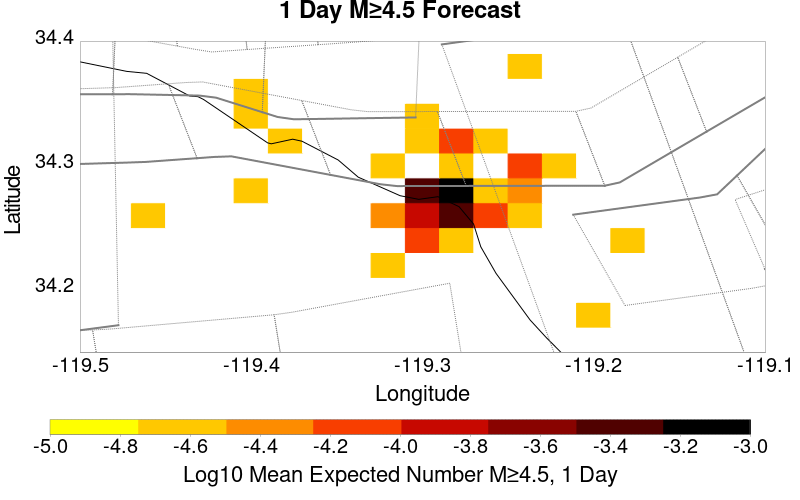 1 Day M≥4.5 Forecast
34.4
34.3
34.2
Latitude
-119.5 -119.4 -119.3 -119.2 -119.1
Longitude
-5.0 -4.8 -4.6 -4.4 -4.2 -4.0 -3.8 -3.6 -3.4 -3.2 -3.0
Log10 Mean Expected Number M≥4.5, 1 Day